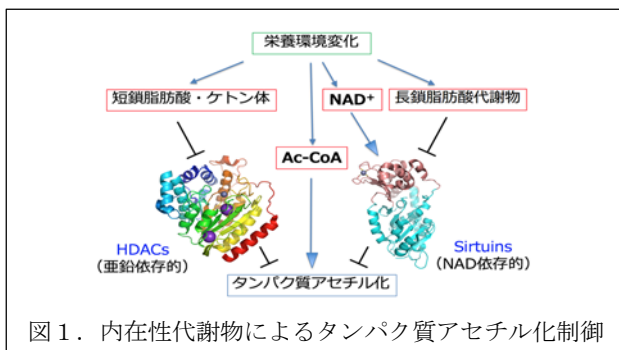 栄養環境変化
短鎖脂肪酸・ケトン体
NAD⁺
長鎖脂肪酸代謝物
Ac-CoA
HDACs
（亜鉛依存的）
Sirtuins
（NAD依存的）
タンパク質アセチル化
図１．内在性代謝物によるタンパク質アセチル化制御